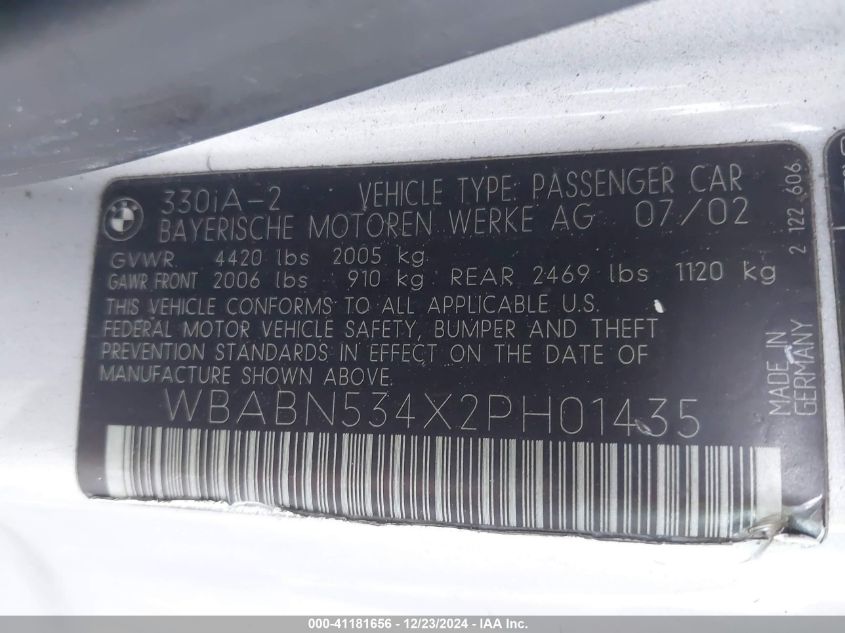 330iA-2 VEHICLE TYPE: PASSENGER CAR
BAYERISCHE MOTOREN WERKE AG 07/02
GVWR 4420 lbs 2005 kg
GAWR FRONT 2006 lbs 910 kg REAR 2469 lbs 1120 kg
THIS VEHICLE CONFORMS TO ALL APPLICABLE U.S.
FEDERAL MOTOR VEHICLE SAFETY, BUMPER AND THEFT
PREVENTION STANDARDS IN EFFECT ON THE DATE OF
MANUFACTURE SHOWN ABOVE.
WBABN534X2PH01435
MADE IN
GERMANY
2 122 606
000-41181656 - 12/23/2024 - COPYRIGHT IAA, LLC.